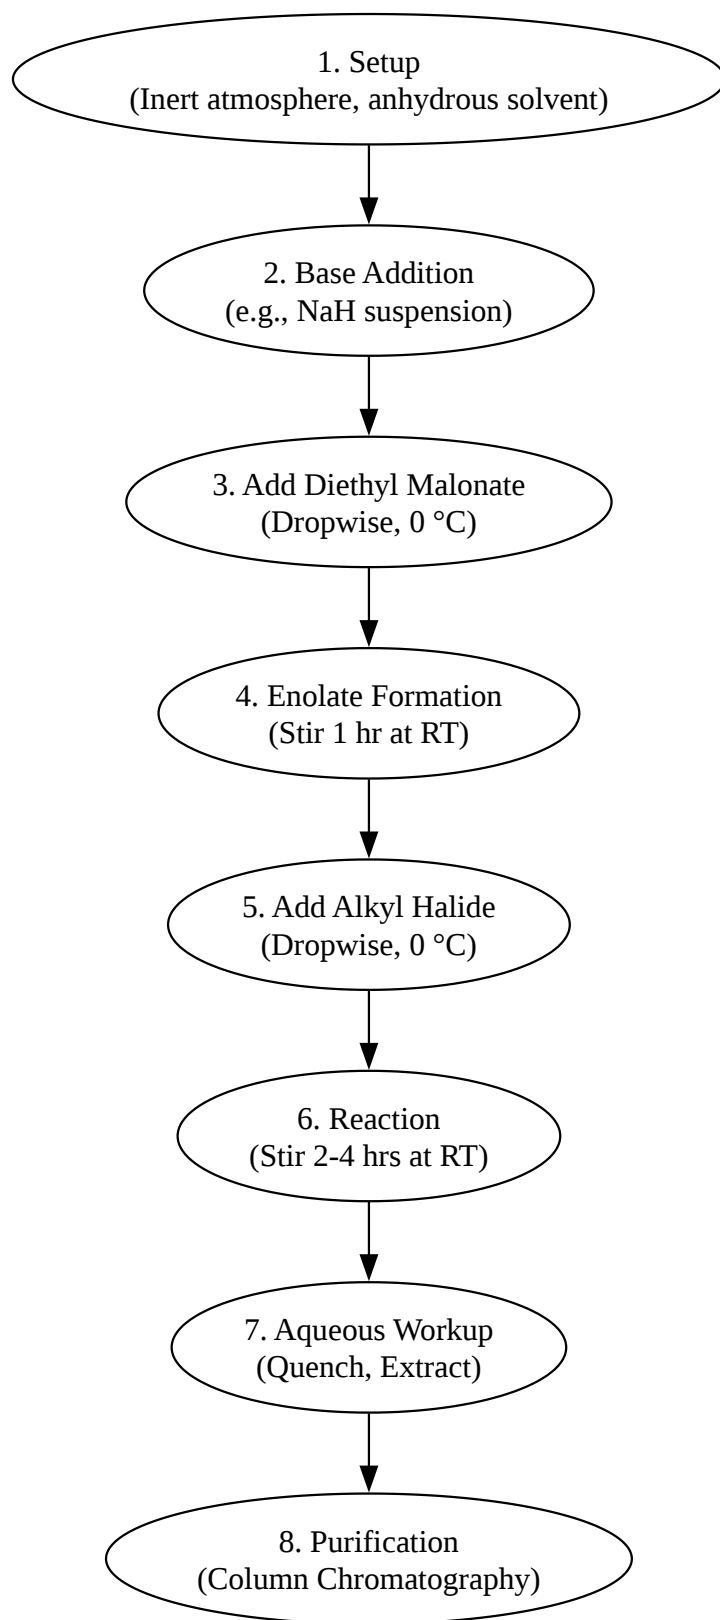 1. Setup
(Inert atmosphere, anhydrous solvent)
2. Base Addition
(e.g., NaH suspension)
3. Add Diethyl Malonate
(Dropwise, 0 °C)
4. Enolate Formation
(Stir 1 hr at RT)
5. Add Alkyl Halide
(Dropwise, 0 °C)
6. Reaction
(Stir 2-4 hrs at RT)
7. Aqueous Workup
(Quench, Extract)
8. Purification
(Column Chromatography)